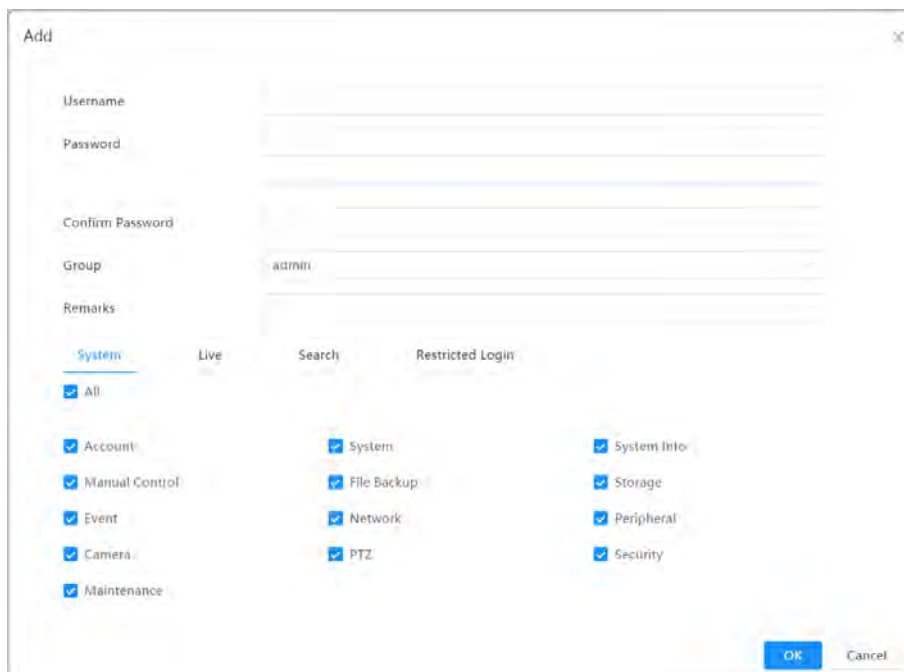 Add
Username
Password
Confirm Password
Group admin
Remarks
System Live Search Restricted Login
All
Account System System Info
Manual Control File Backup Storage
Event Network Peripheral
Camera PTZ Security
Maintenance
OK Cancel